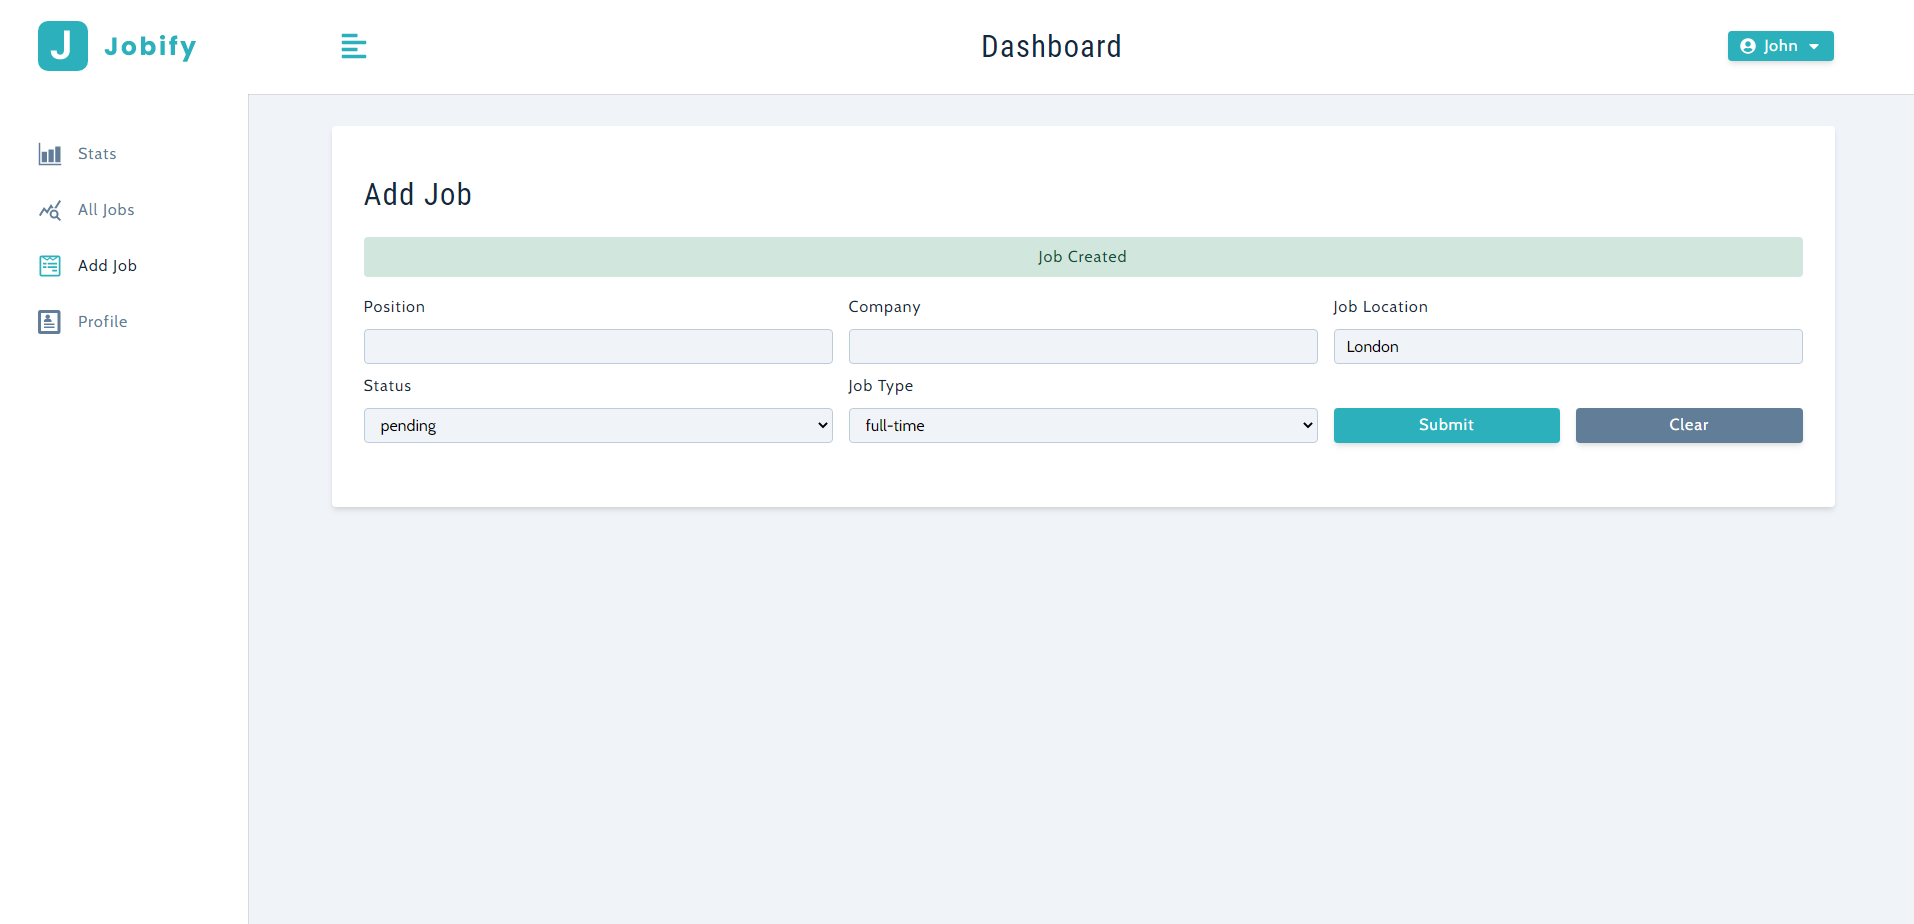 J Jobify
Dashboard
John
Stats
All Jobs
Add Job
Profile
Add Job
Job Created
Position
Company
Job Location
London
Status
Job Type
pending
full-time
Submit
Clear